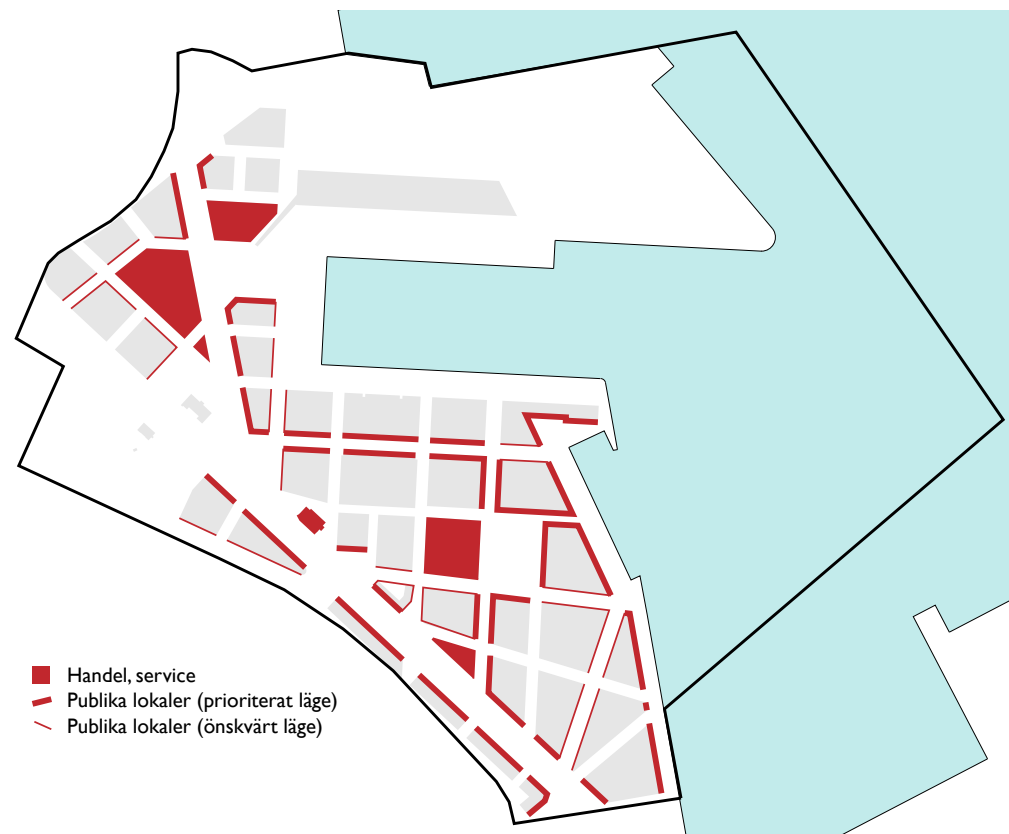 Handel, service
Publika lokaler (prioriterat läge)
Publika lokaler (önskvärt läge)